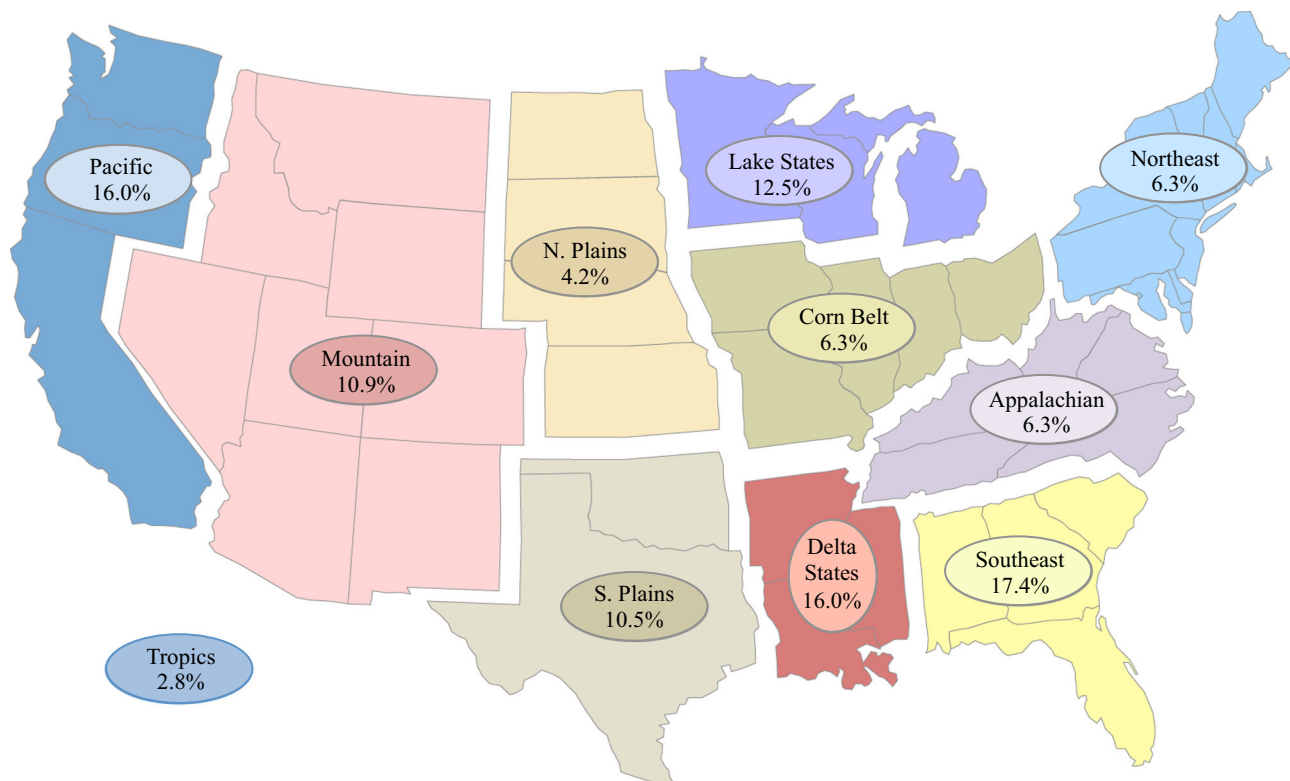 Pacific
16.0%
Lake States
12.5%
Northeast
6.3%
N. Plains
4.2%
Corn Belt
6.3%
Mountain
10.9%
Appalachian
6.3%
Delta
States
16.0%
Southeast
17.4%
S. Plains
10.5%
Tropics
2.8%